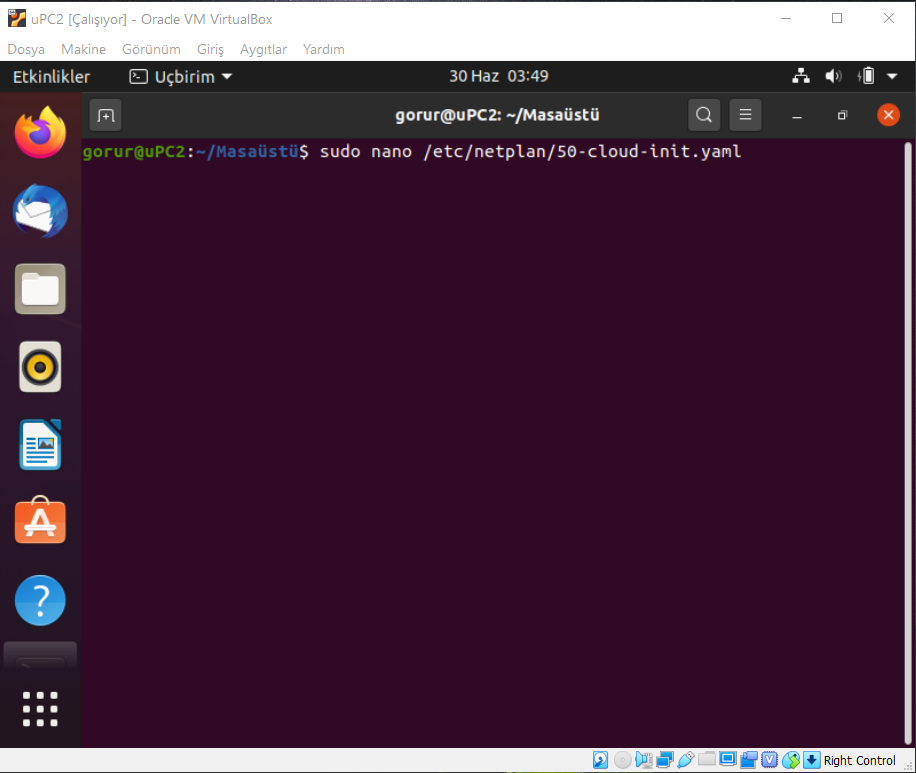 uPC2 [Çalışıyor] - Oracle VM VirtualBox
Dosya Makine Görünüm Giriş Aygıtlar Yardım
Etkinlikler Uçbirim 30 Haz 03:49
gorur@uPC2: ~/Masaüstü
gorur@uPC2:~/Masaüstü$ sudo nano /etc/netplan/50-cloud-init.yaml
Right Control